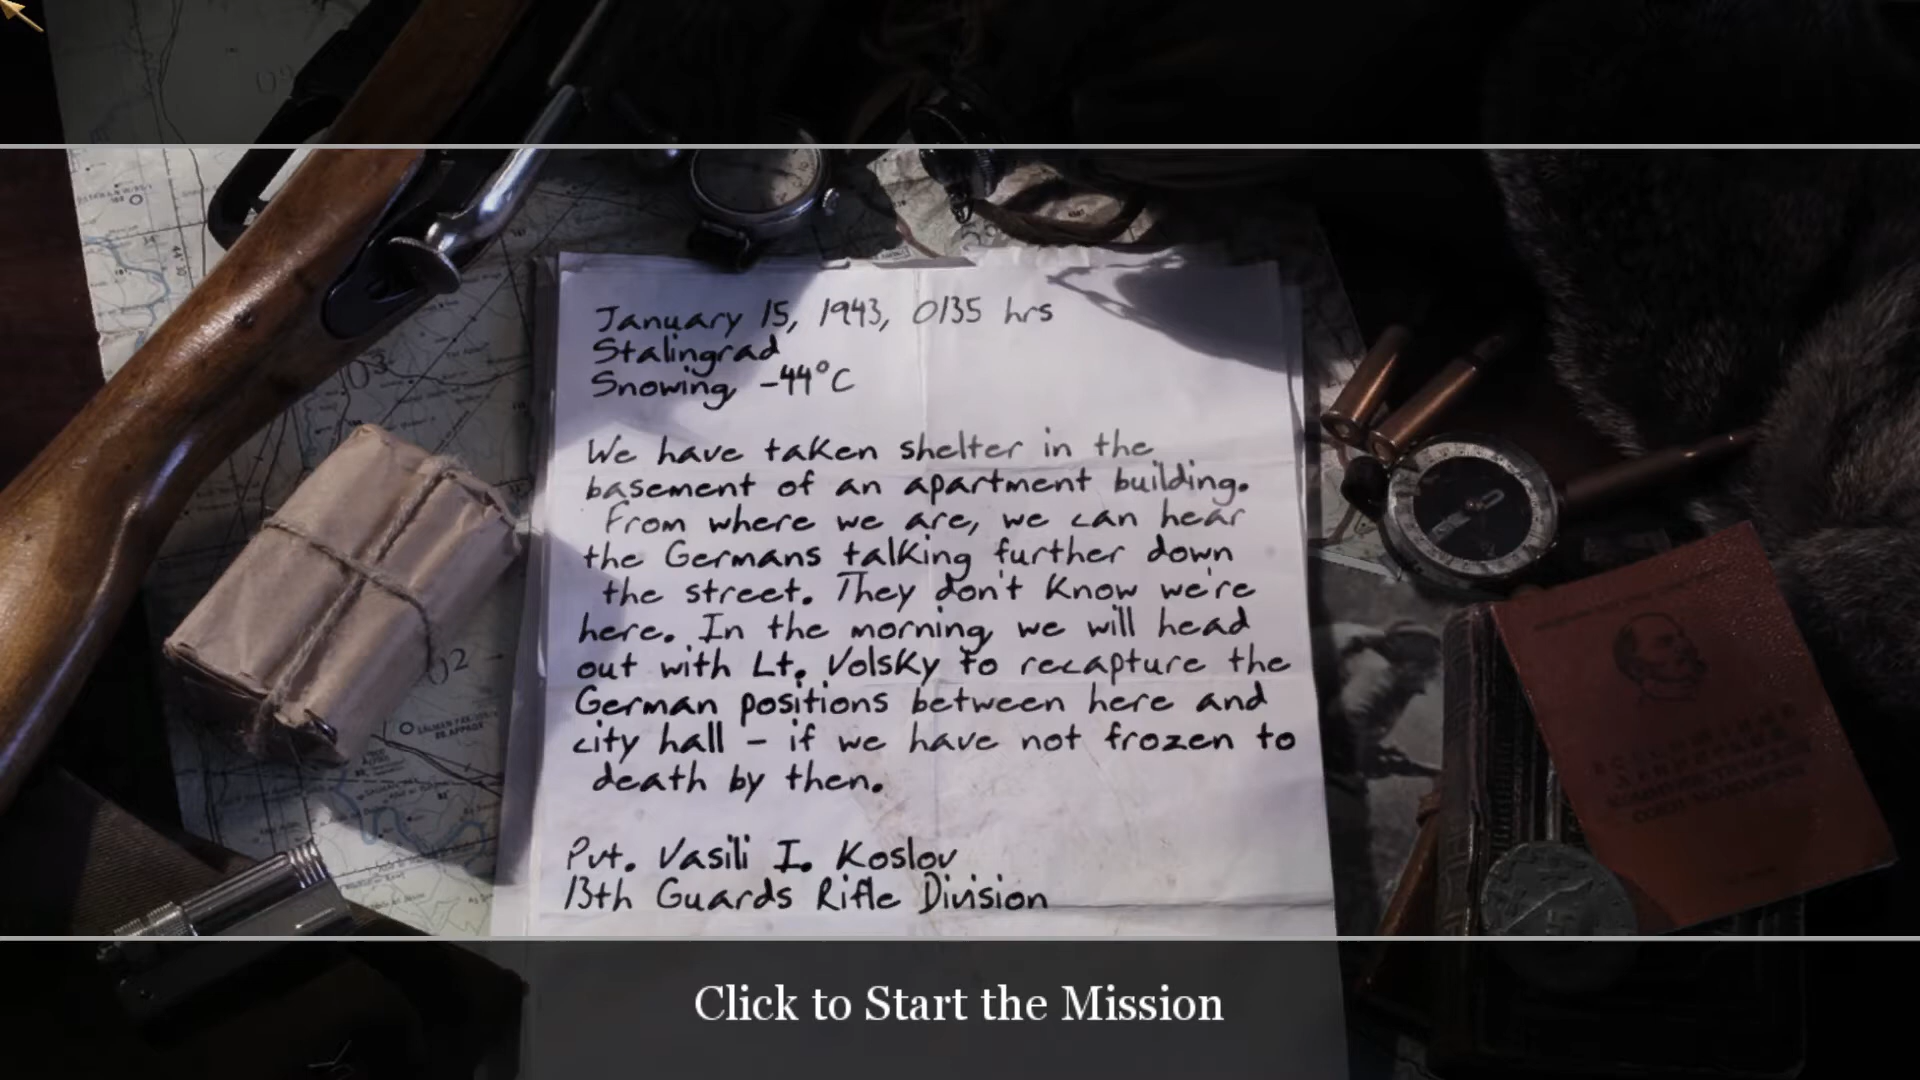 January 15, 1943, 0135 hrs
Stalingrad
Snowing, -44°C
We have taken shelter in the
basement of an apartment building.
From where we are, we can hear
the Germans talking further down
the street. They don't know we're
here. In the morning, we will head
out with Lt. Volsky to recapture the
German positions between here and
city hall - if we have not frozen to
death by then.
Pvt. Vasili I. Koslov
13th Guards Rifle Division
Click to Start the Mission